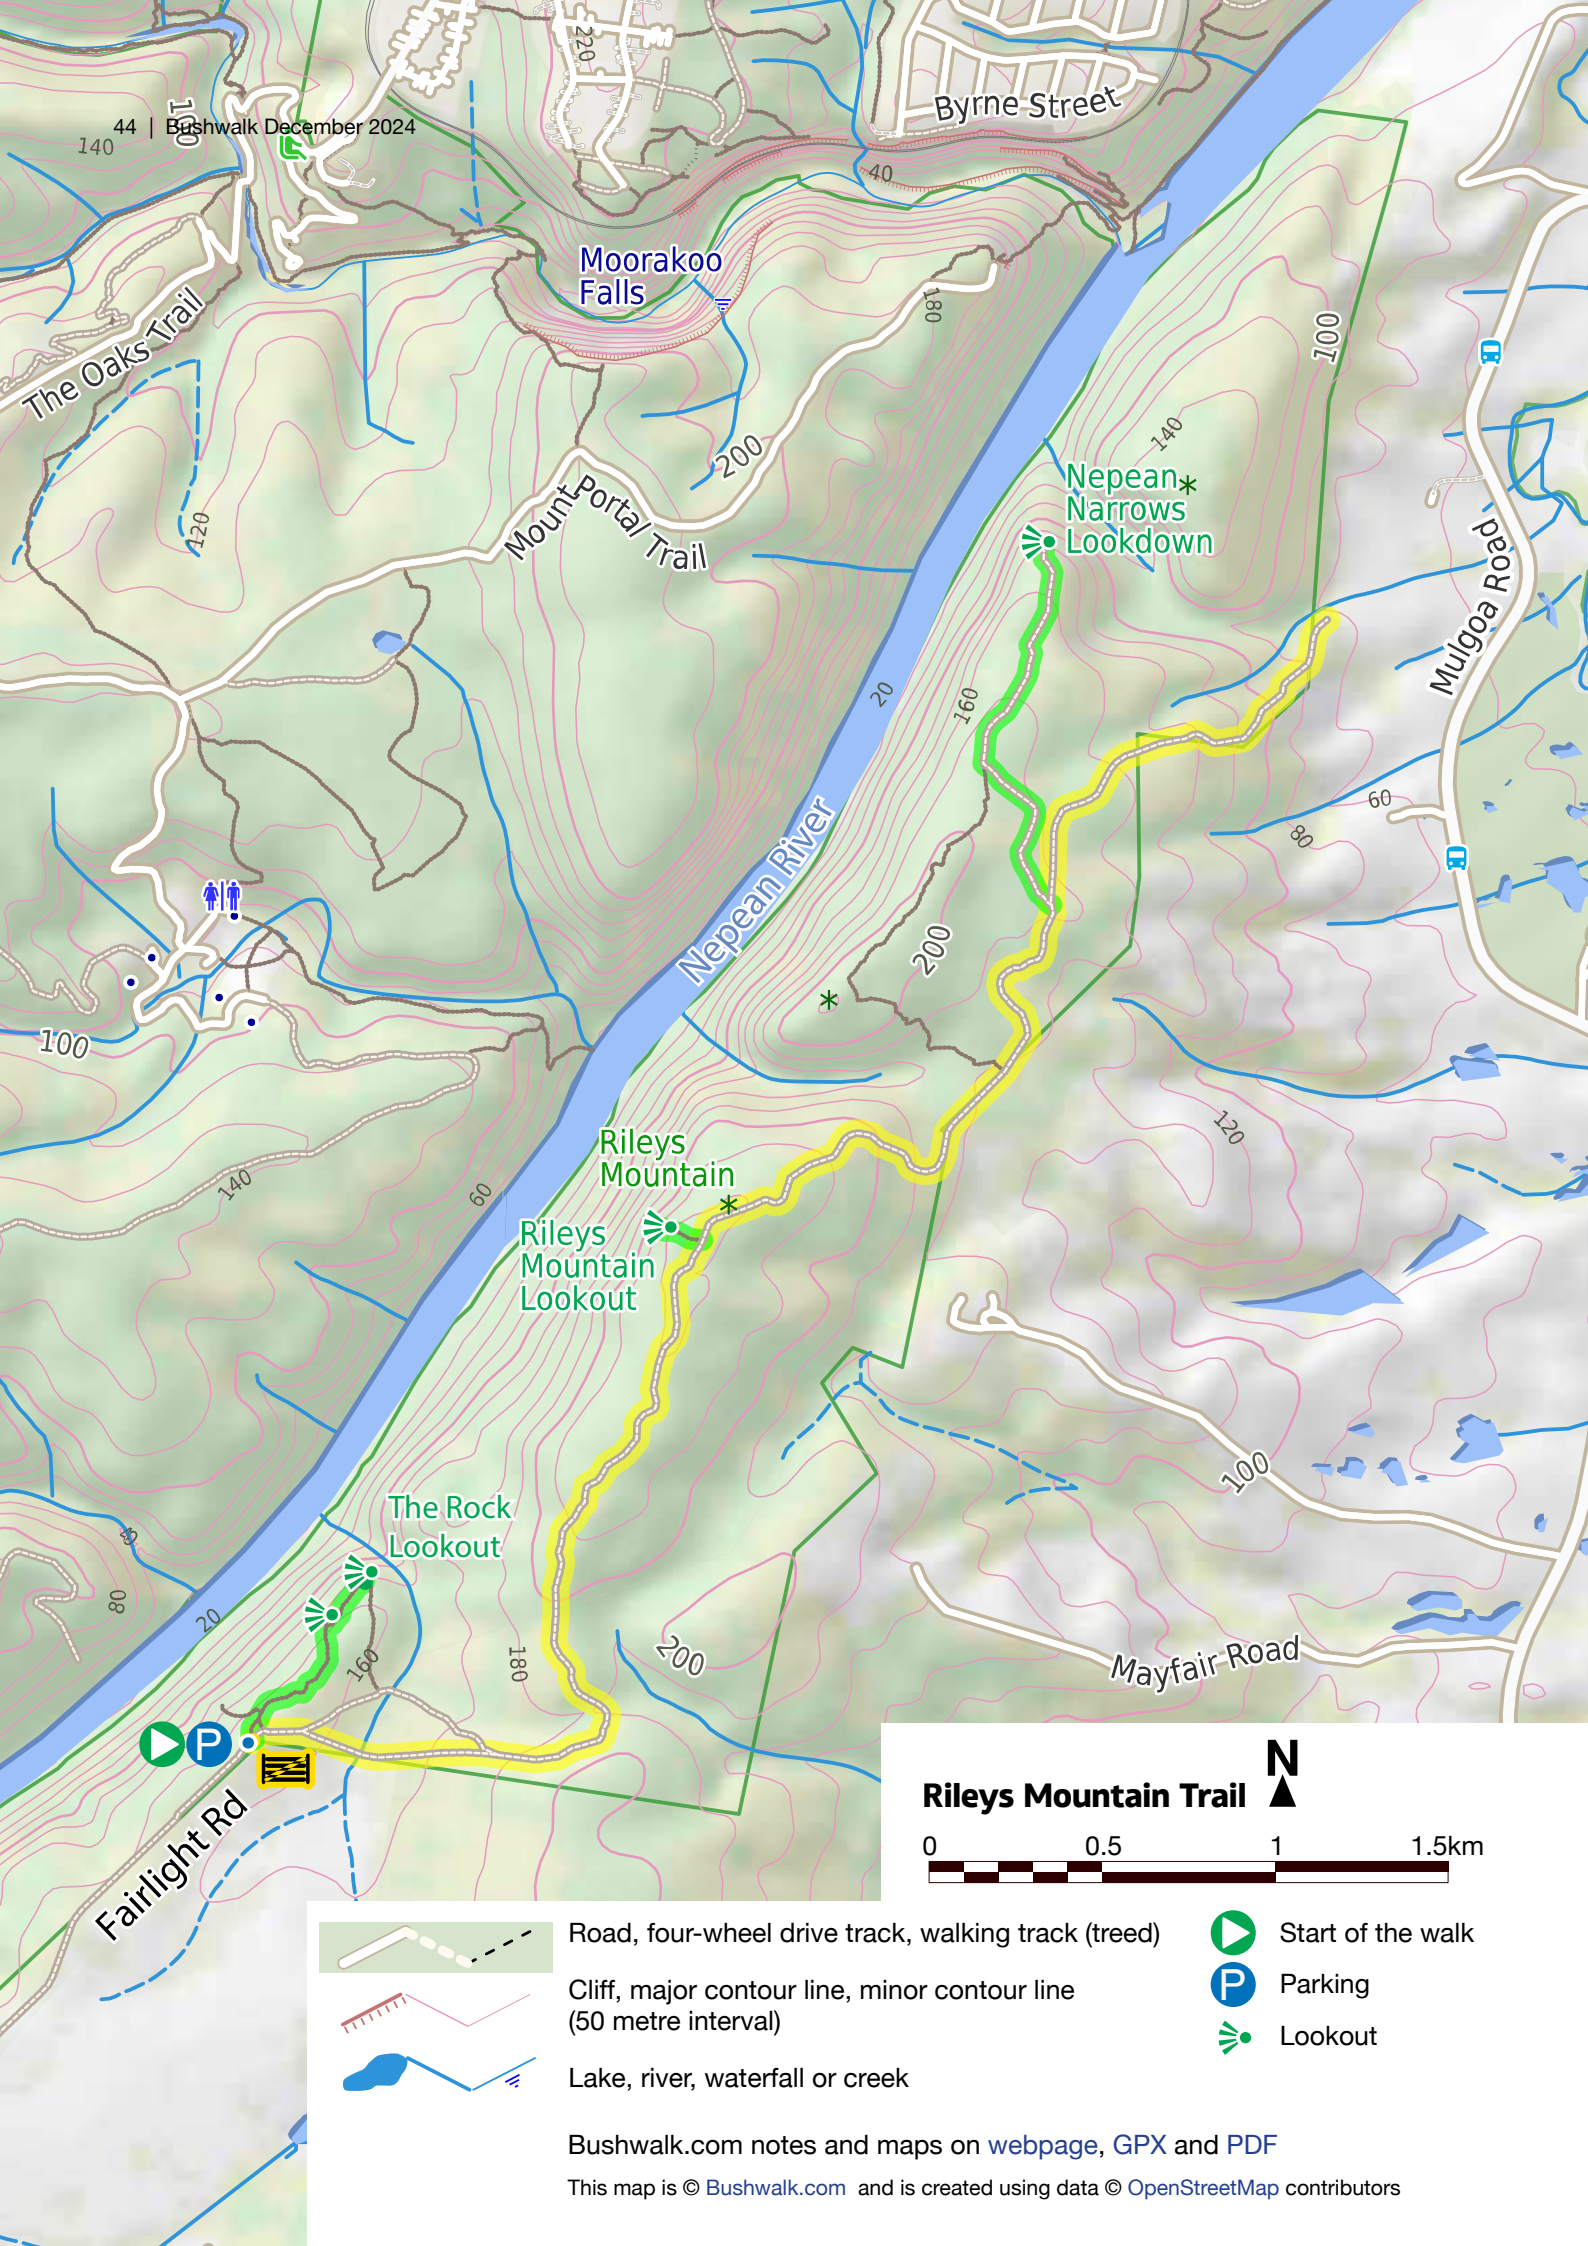 220
Byrne Street
100
44 | Bushwalk December 2024
140
40
Moorakoo
Falls
180
The Oaks Trail
100
140
200
Nepean
Narrows
Lookdown
Mount Portal Trail
120
Mulgoa Road
20
160
60
80
Nepean River
200
100
120
Rileys
Mountain
140
60
Rileys
Mountain
Lookout
100
The Rock
Lookout
80
20
160
180
200
Mayfair Road
P
Fairlight Rd
N
Rileys Mountain Trail
0 0.5 1 1.5km
Road, four-wheel drive track, walking track (treed)
Start of the walk
Cliff, major contour line, minor contour line
(50 metre interval)
P Parking
Lookout
Lake, river, waterfall or creek
Bushwalk.com notes and maps on webpage, GPX and PDF
This map is © Bushwalk.com and is created using data © OpenStreetMap contributors